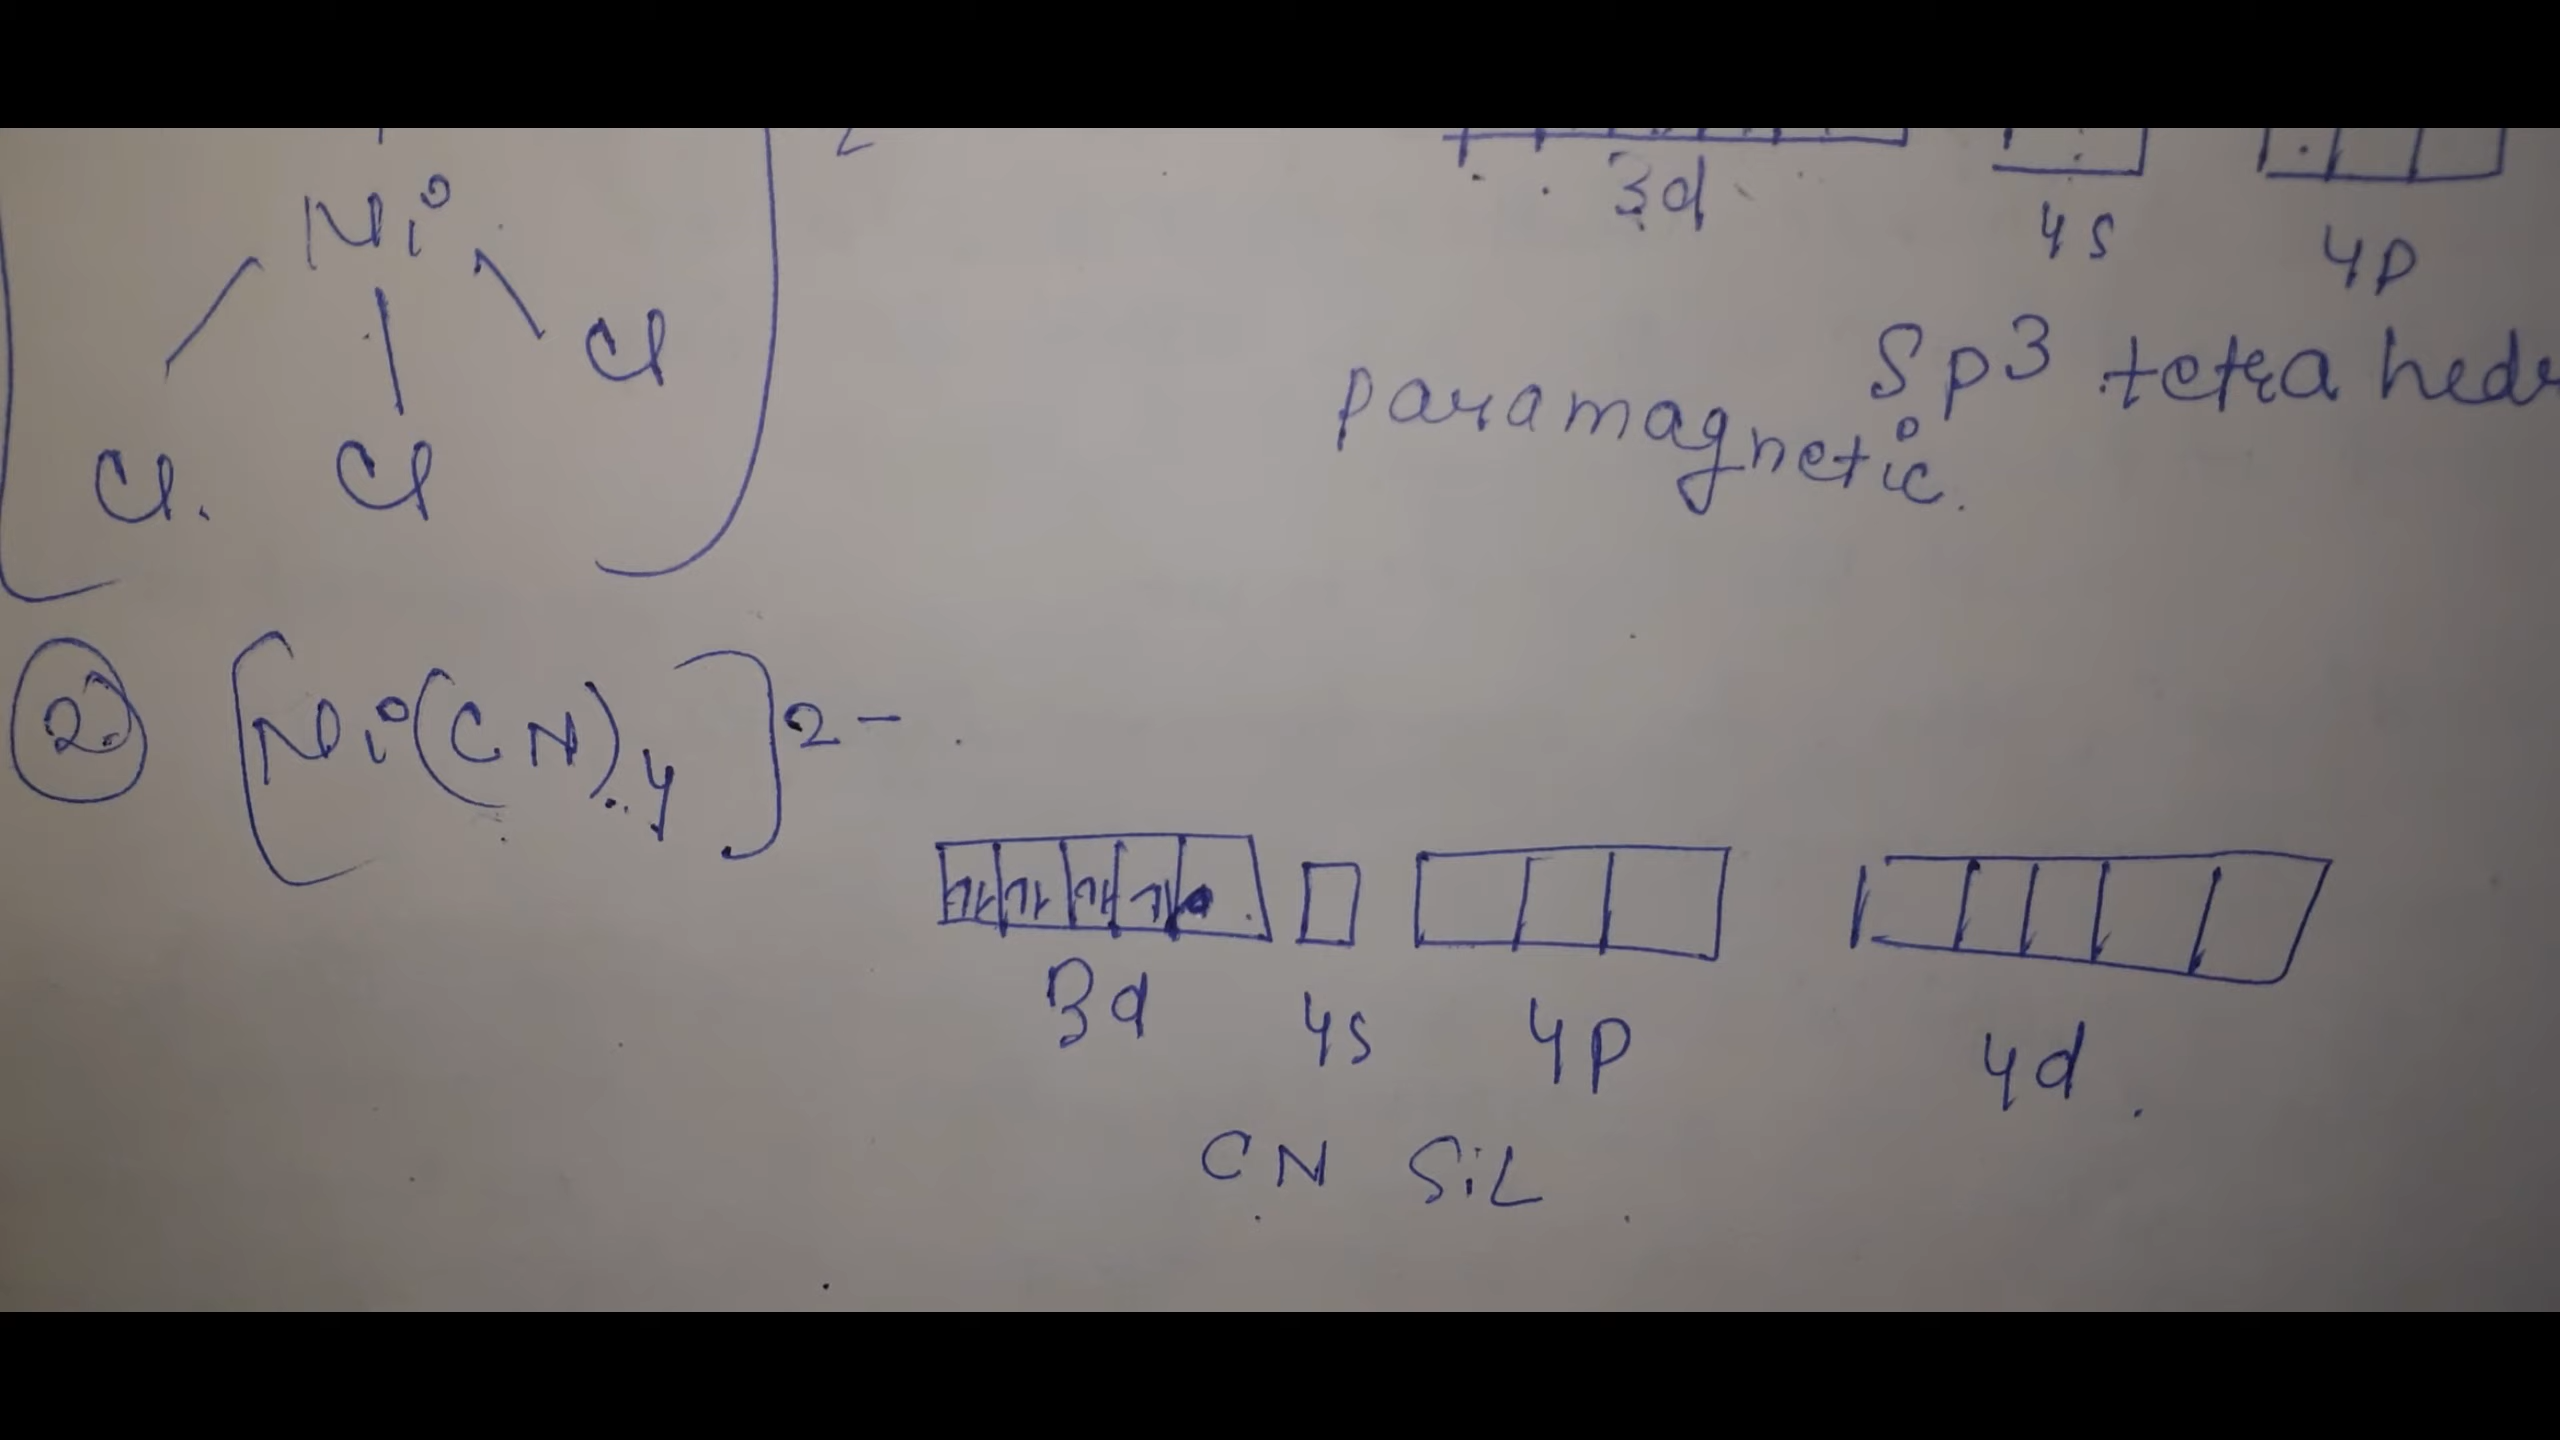 Ni
Cl
Cl. Cl
3d 4s 4p
Sp3 tetrahedr
paramagnetic.
2. [Ni(CN)4]2-
3d 4s 4p 4d.
CN SiL